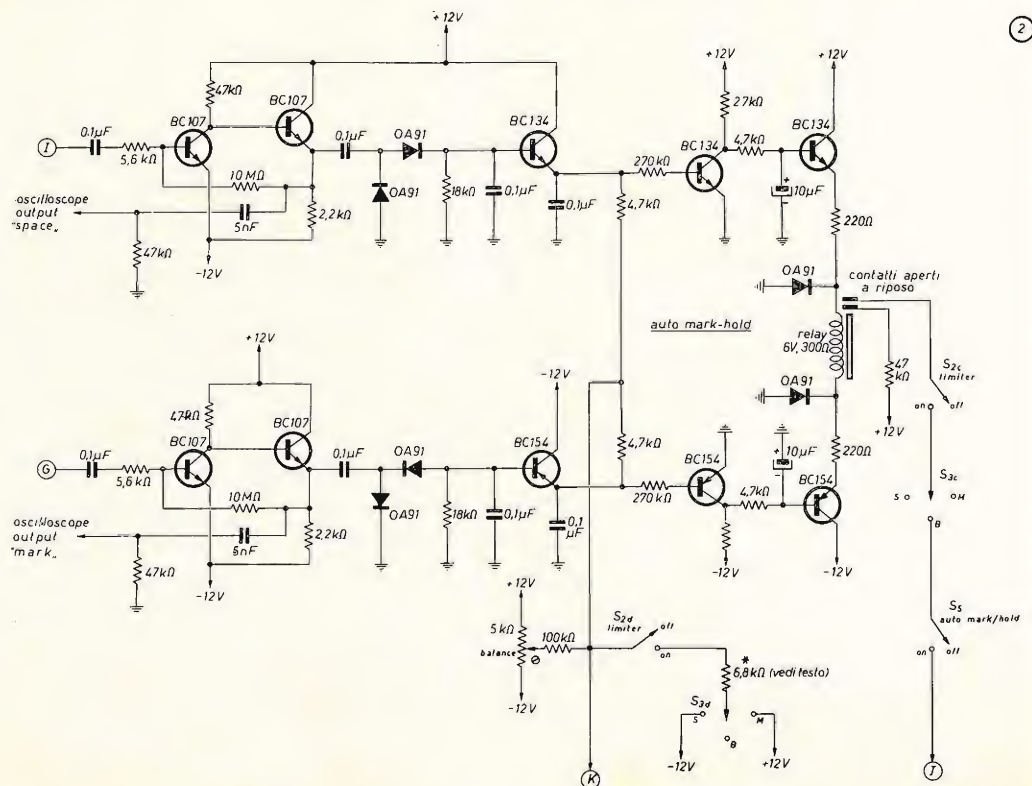 2
+12V
+12V
+12V
47kΩ
BC107
BC107
0,1µF
5,6kΩ
I
10MΩ
5nF
2,2kΩ
oscilloscope
output
"space„
47kΩ
-12V
0,1µF
OA91
OA91
18kΩ
0,1µF
BC134
0,1µF
270kΩ
4,7kΩ
27kΩ
BC134
4,7kΩ
BC134
+
10µF
-
220Ω
OA91
contatti aperti
a riposo
auto mark-hold
relay
6V, 300Ω
47
kΩ
+12V
OA91
S2c
limiter
on
off
+12V
47kΩ
BC107
BC107
0,1µF
5,6kΩ
G
10MΩ
5nF
2,2kΩ
oscilloscope
output
"mark„
47kΩ
-12V
0,1µF
OA91
OA91
18kΩ
0,1µF
-12V
BC154
0,1
µF
4,7kΩ
270kΩ
BC154
+
10µF
-
4,7kΩ
220Ω
BC154
-12V
-12V
S3c
S
M
B
S5
auto mark/hold
on
off
+12V
5kΩ
balance
-12V
100kΩ
S2d
limiter
off
on
*
6,8kΩ (vedi testo)
S3d
S
M
B
-12V
+12V
K
J